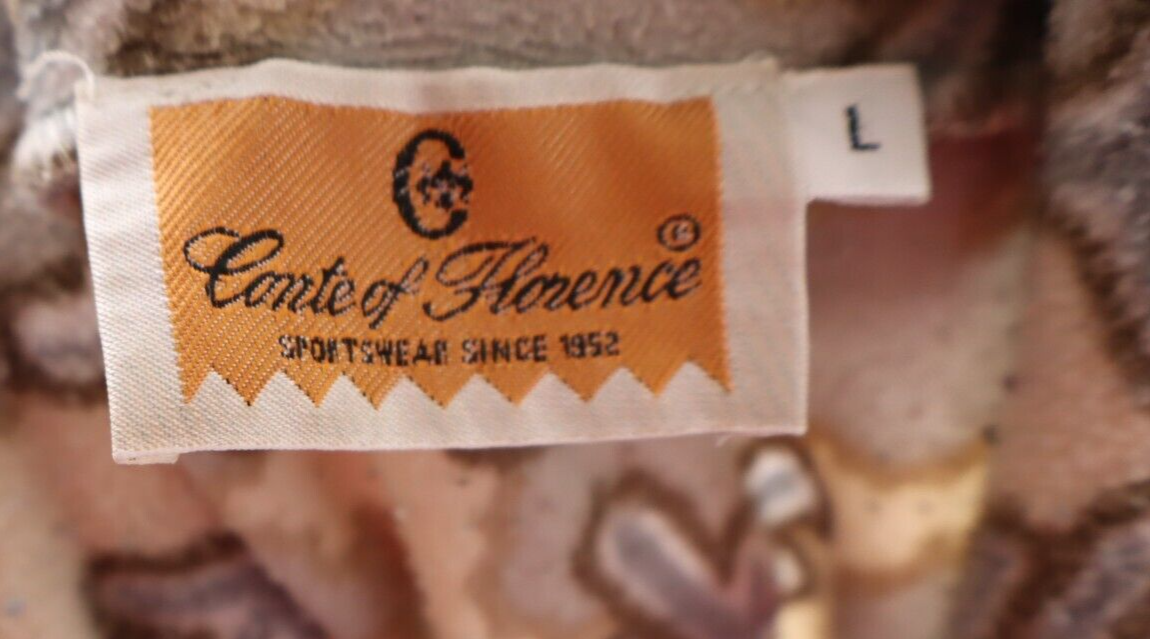 C
Conte of Florence ®
SPORTSWEAR SINCE 1952
L